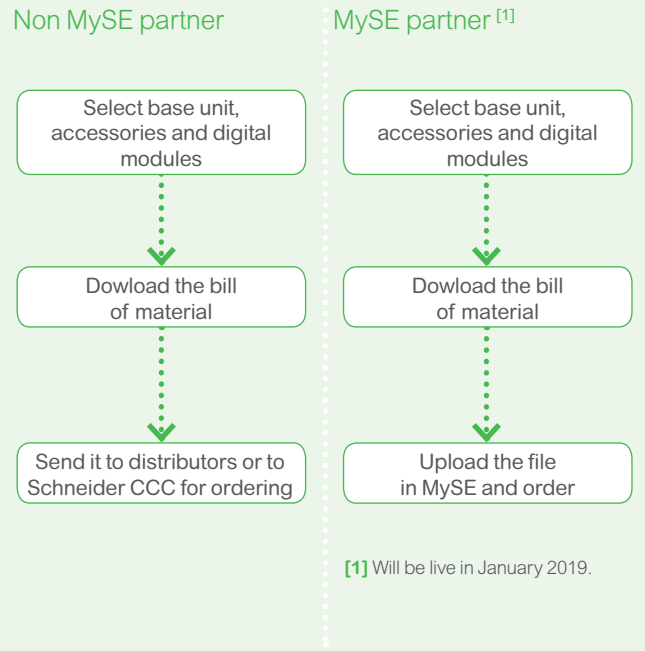 Non MySE partner
Select base unit,
accessories and digital
modules
Dowload the bill
of material
Send it to distributors or to
Schneider CCC for ordering
MySE partner [1]
Select base unit,
accessories and digital
modules
Dowload the bill
of material
Upload the file
in MySE and order
[1] Will be live in January 2019.